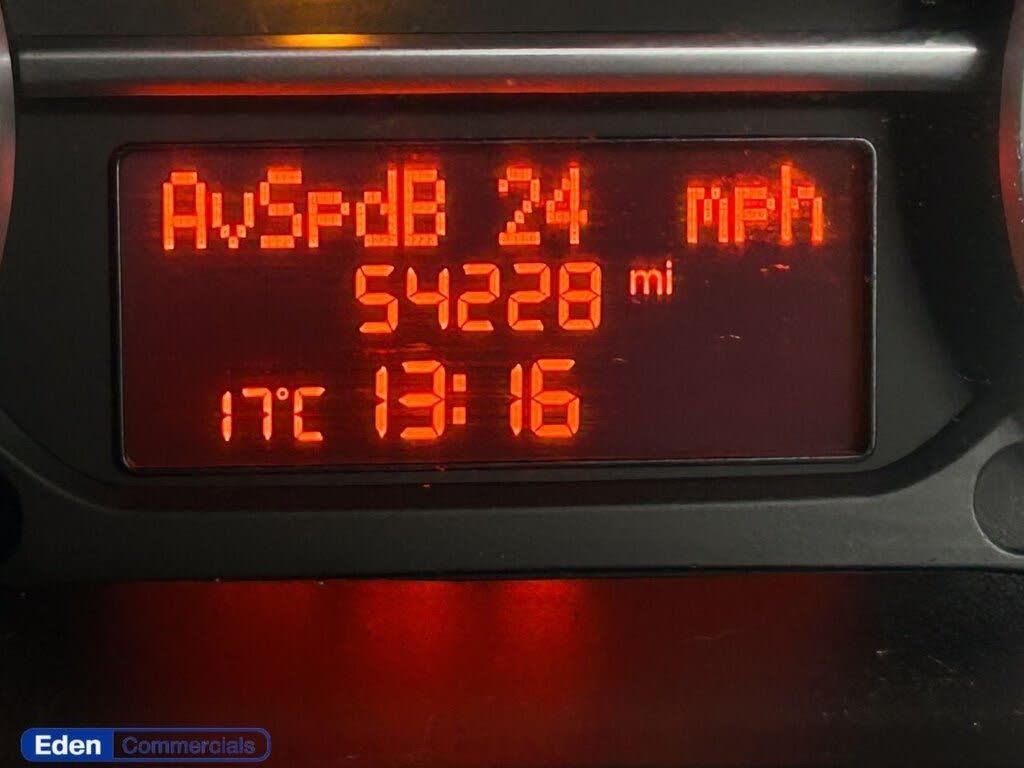 AvSpdB 24 mph
54228 mi
17°C 13:16
Eden Commercials